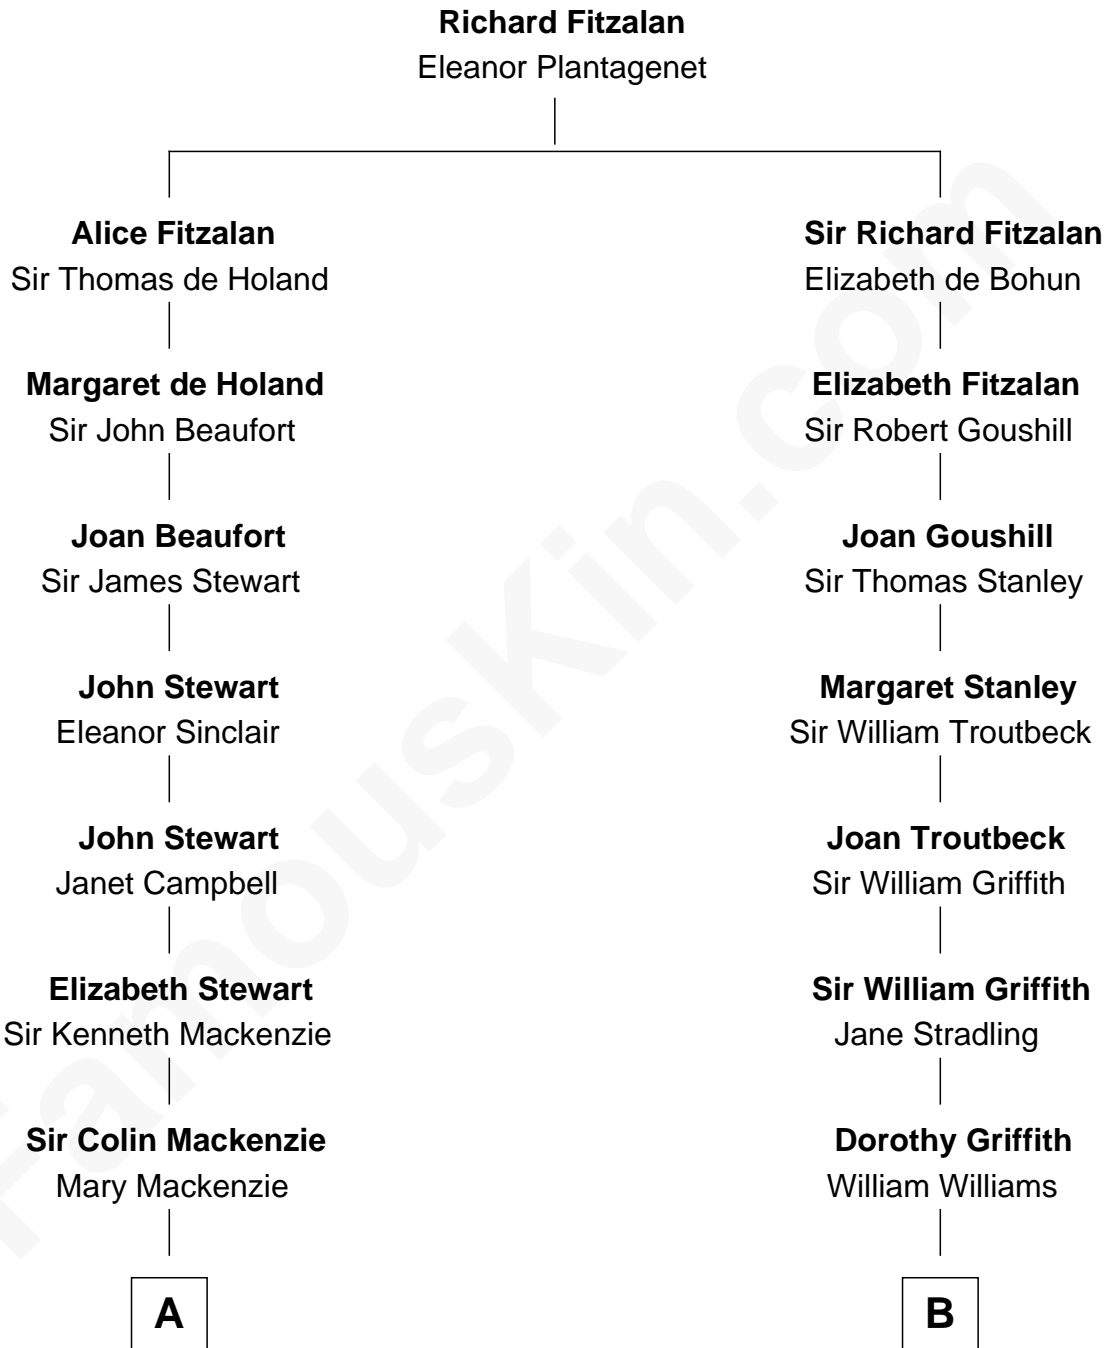 Richard Fitzalan
Eleanor Plantagenet
Alice Fitzalan
Sir Thomas de Holand
Sir Richard Fitzalan
Elizabeth de Bohun
Margaret de Holand
Sir John Beaufort
Elizabeth Fitzalan
Sir Robert Goushill
Joan Beaufort
Sir James Stewart
Joan Goushill
Sir Thomas Stanley
John Stewart
Eleanor Sinclair
Margaret Stanley
Sir William Troutbeck
John Stewart
Janet Campbell
Joan Troutbeck
Sir William Griffith
Elizabeth Stewart
Sir Kenneth Mackenzie
Sir William Griffith
Jane Stradling
Sir Colin Mackenzie
Mary Mackenzie
Dorothy Griffith
William Williams
A
B
FamousKin.com